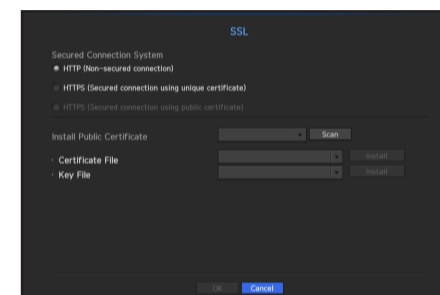 SSL
Secured Connection System
HTTP (Non-secured connection)
HTTPS (Secured connection using unique certificate)
HTTPS (Secured connection using public certificate)
Install Public Certificate
Scan
· Certificate File
Install
· Key File
Install
OK
Cancel